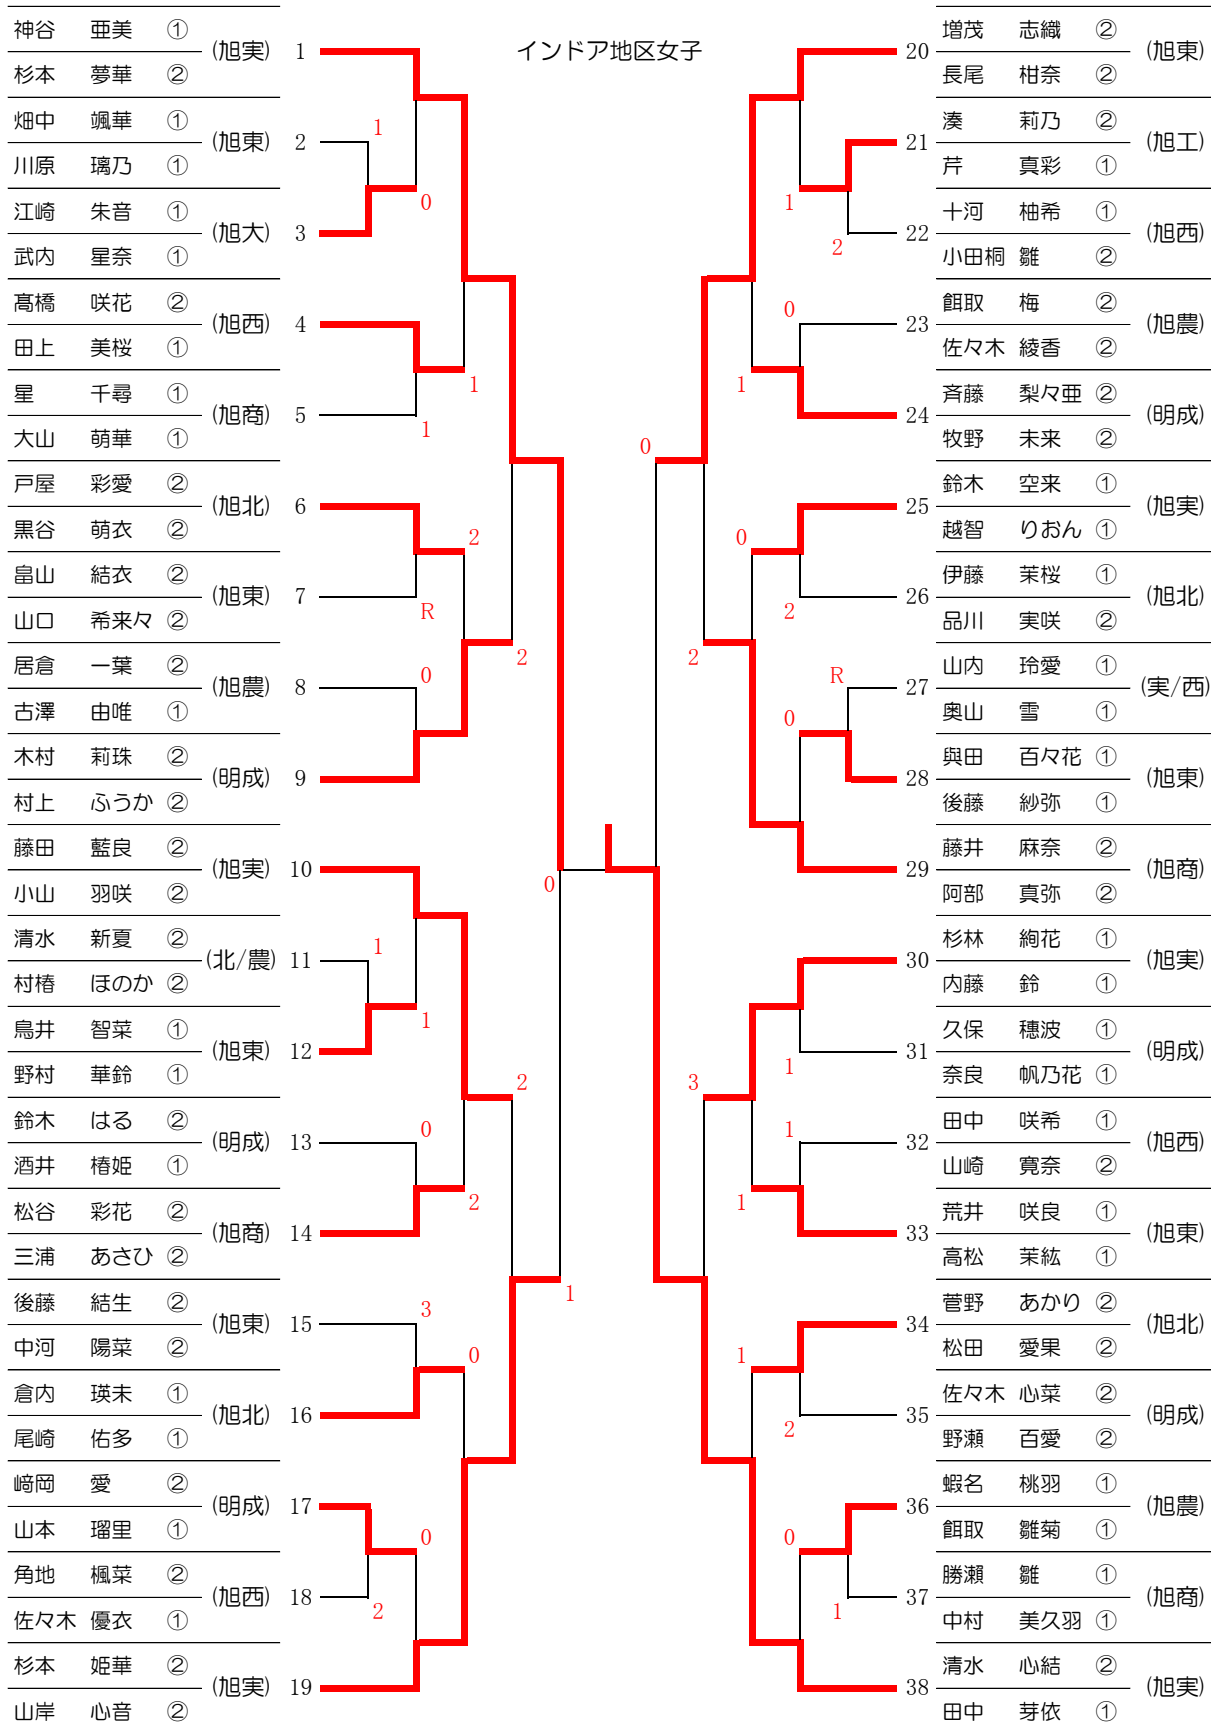 インドア地区女子
神谷 亜美 ①
(旭実) 1
杉本 夢華 ②
畑中 颯華 ①
(旭東) 2
川原 璃乃 ①
江崎 朱音 ①
(旭大) 3
武内 星奈 ①
髙橋 咲花 ②
(旭西) 4
田上 美桜 ①
星 千尋 ①
(旭商) 5
大山 萌華 ①
戸屋 彩愛 ②
(旭北) 6
黒谷 萌衣 ②
畠山 結衣 ②
(旭東) 7
山口 希来々 ②
居倉 一葉 ②
(旭農) 8
古澤 由唯 ①
木村 莉珠 ②
(明成) 9
村上 ふうか ②
藤田 藍良 ②
(旭実) 10
小山 羽咲 ②
清水 新夏 ②
(北/農) 11
村椿 ほのか ②
鳥井 智菜 ①
(旭東) 12
野村 華鈴 ①
鈴木 はる ②
(明成) 13
酒井 椿姫 ①
松谷 彩花 ②
(旭商) 14
三浦 あさひ ②
後藤 結生 ②
(旭東) 15
中河 陽菜 ②
倉内 瑛未 ①
(旭北) 16
尾崎 佑多 ①
﨑岡 愛 ②
(明成) 17
山本 瑠里 ①
角地 楓菜 ②
(旭西) 18
佐々木 優衣 ①
杉本 姫華 ②
(旭実) 19
山岸 心音 ②
1
0
1
1
2
R
0
2
1
1
0
2
2
3
0
0
2
1
0
0
1
2
0
1
0
2
R
0
2
1
1
1
3
1
2
0
1
増茂 志織 ②
20 (旭東)
長尾 柑奈 ②
湊 莉乃 ②
21 (旭工)
芹 真彩 ①
十河 柚希 ①
22 (旭西)
小田桐 雛 ②
餌取 梅 ②
23 (旭農)
佐々木 綾香 ②
斉藤 梨々亜 ②
24 (明成)
牧野 未来 ②
鈴木 空来 ①
25 (旭実)
越智 りおん ①
伊藤 茉桜 ①
26 (旭北)
品川 実咲 ②
山内 玲愛 ①
27 (実/西)
奥山 雪 ①
與田 百々花 ①
28 (旭東)
後藤 紗弥 ①
藤井 麻奈 ②
29 (旭商)
阿部 真弥 ②
杉林 絢花 ①
30 (旭実)
内藤 鈴 ①
久保 穂波 ①
31 (明成)
奈良 帆乃花 ①
田中 咲希 ①
32 (旭西)
山崎 寛奈 ②
荒井 咲良 ①
33 (旭東)
高松 茉紘 ①
菅野 あかり ②
34 (旭北)
松田 愛果 ②
佐々木 心菜 ②
35 (明成)
野瀬 百愛 ②
蝦名 桃羽 ①
36 (旭農)
餌取 雛菊 ①
勝瀬 雛 ①
37 (旭商)
中村 美久羽 ①
清水 心結 ②
38 (旭実)
田中 芽依 ①